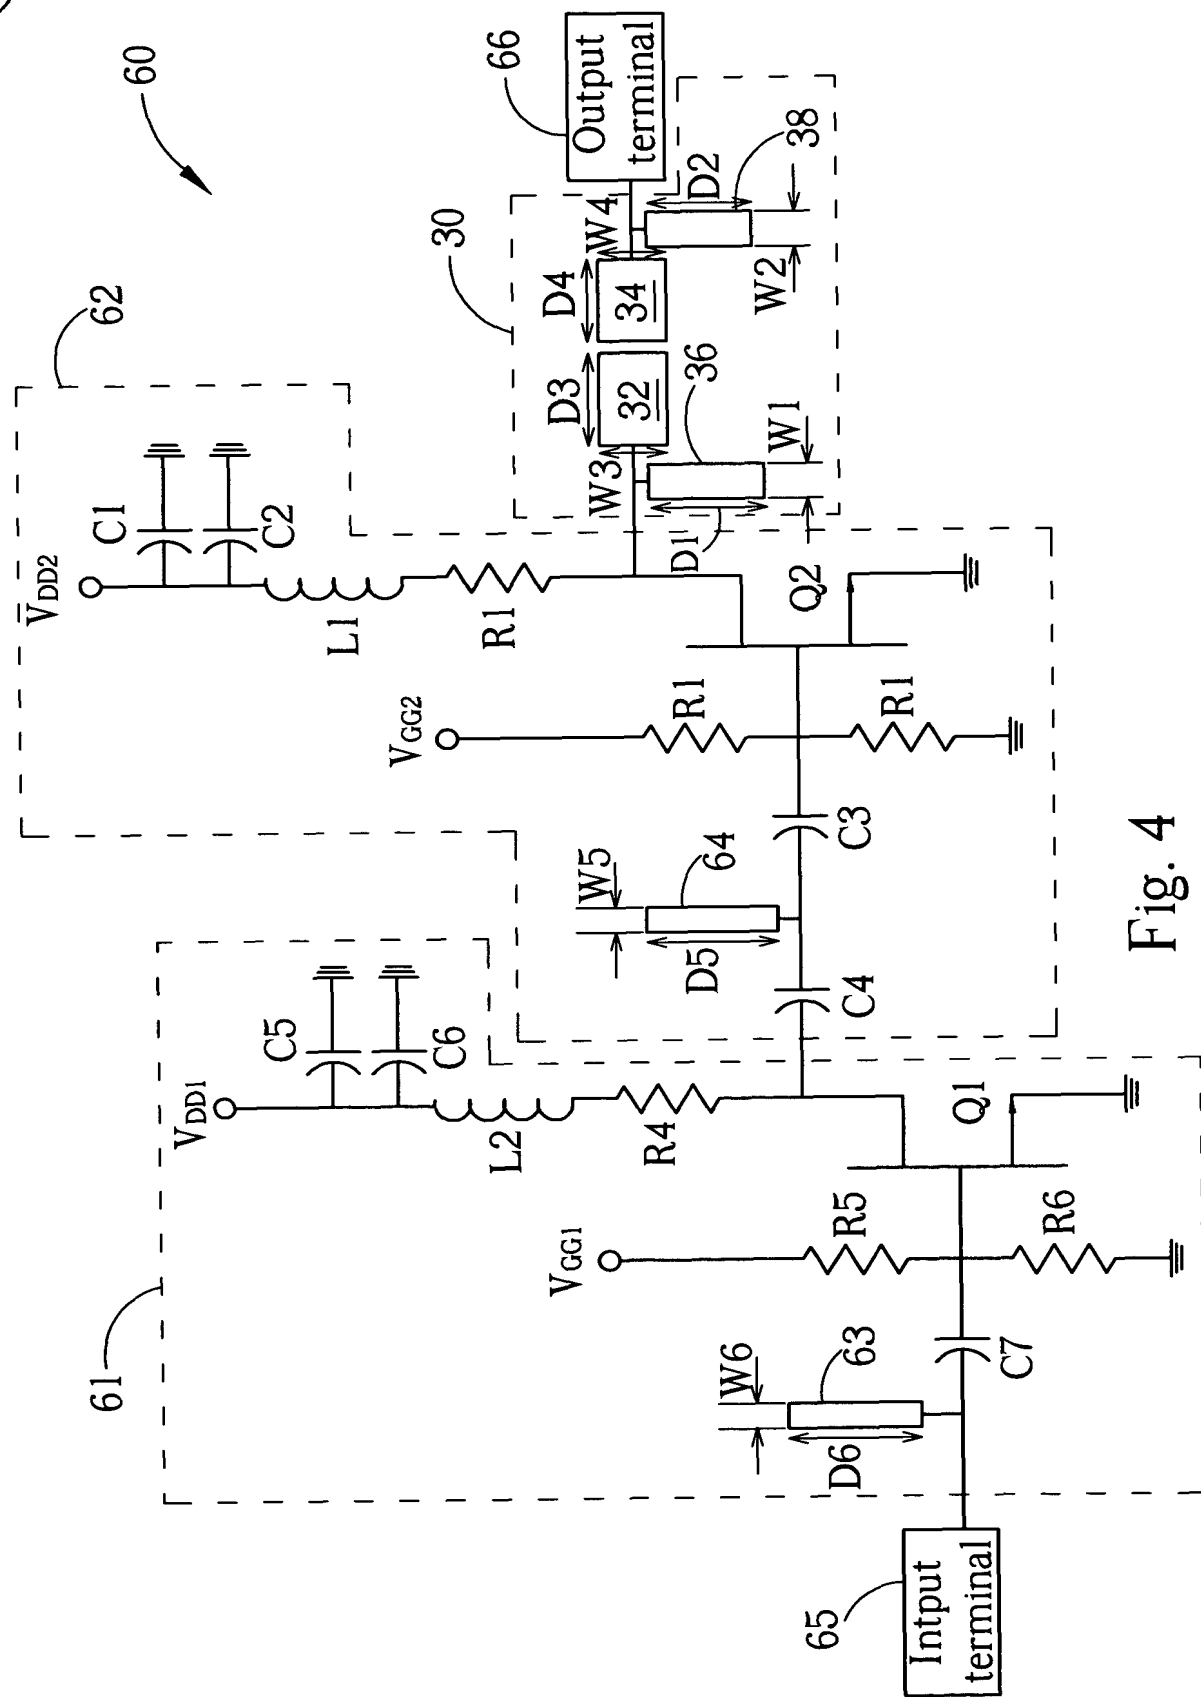 60
66
Output
terminal
62
30
VDD2
C1
C2
L1
R1
D3
D4
W3
W4
32
34
36
38
D1
D2
W1
W2
VGG2
R1
R1
Q2
C3
64
W5
D5
C4
61
VDD1
C5
C6
L2
R4
Q1
VGG1
R5
R6
W6
63
D6
C7
65
Intput
terminal
Fig. 4